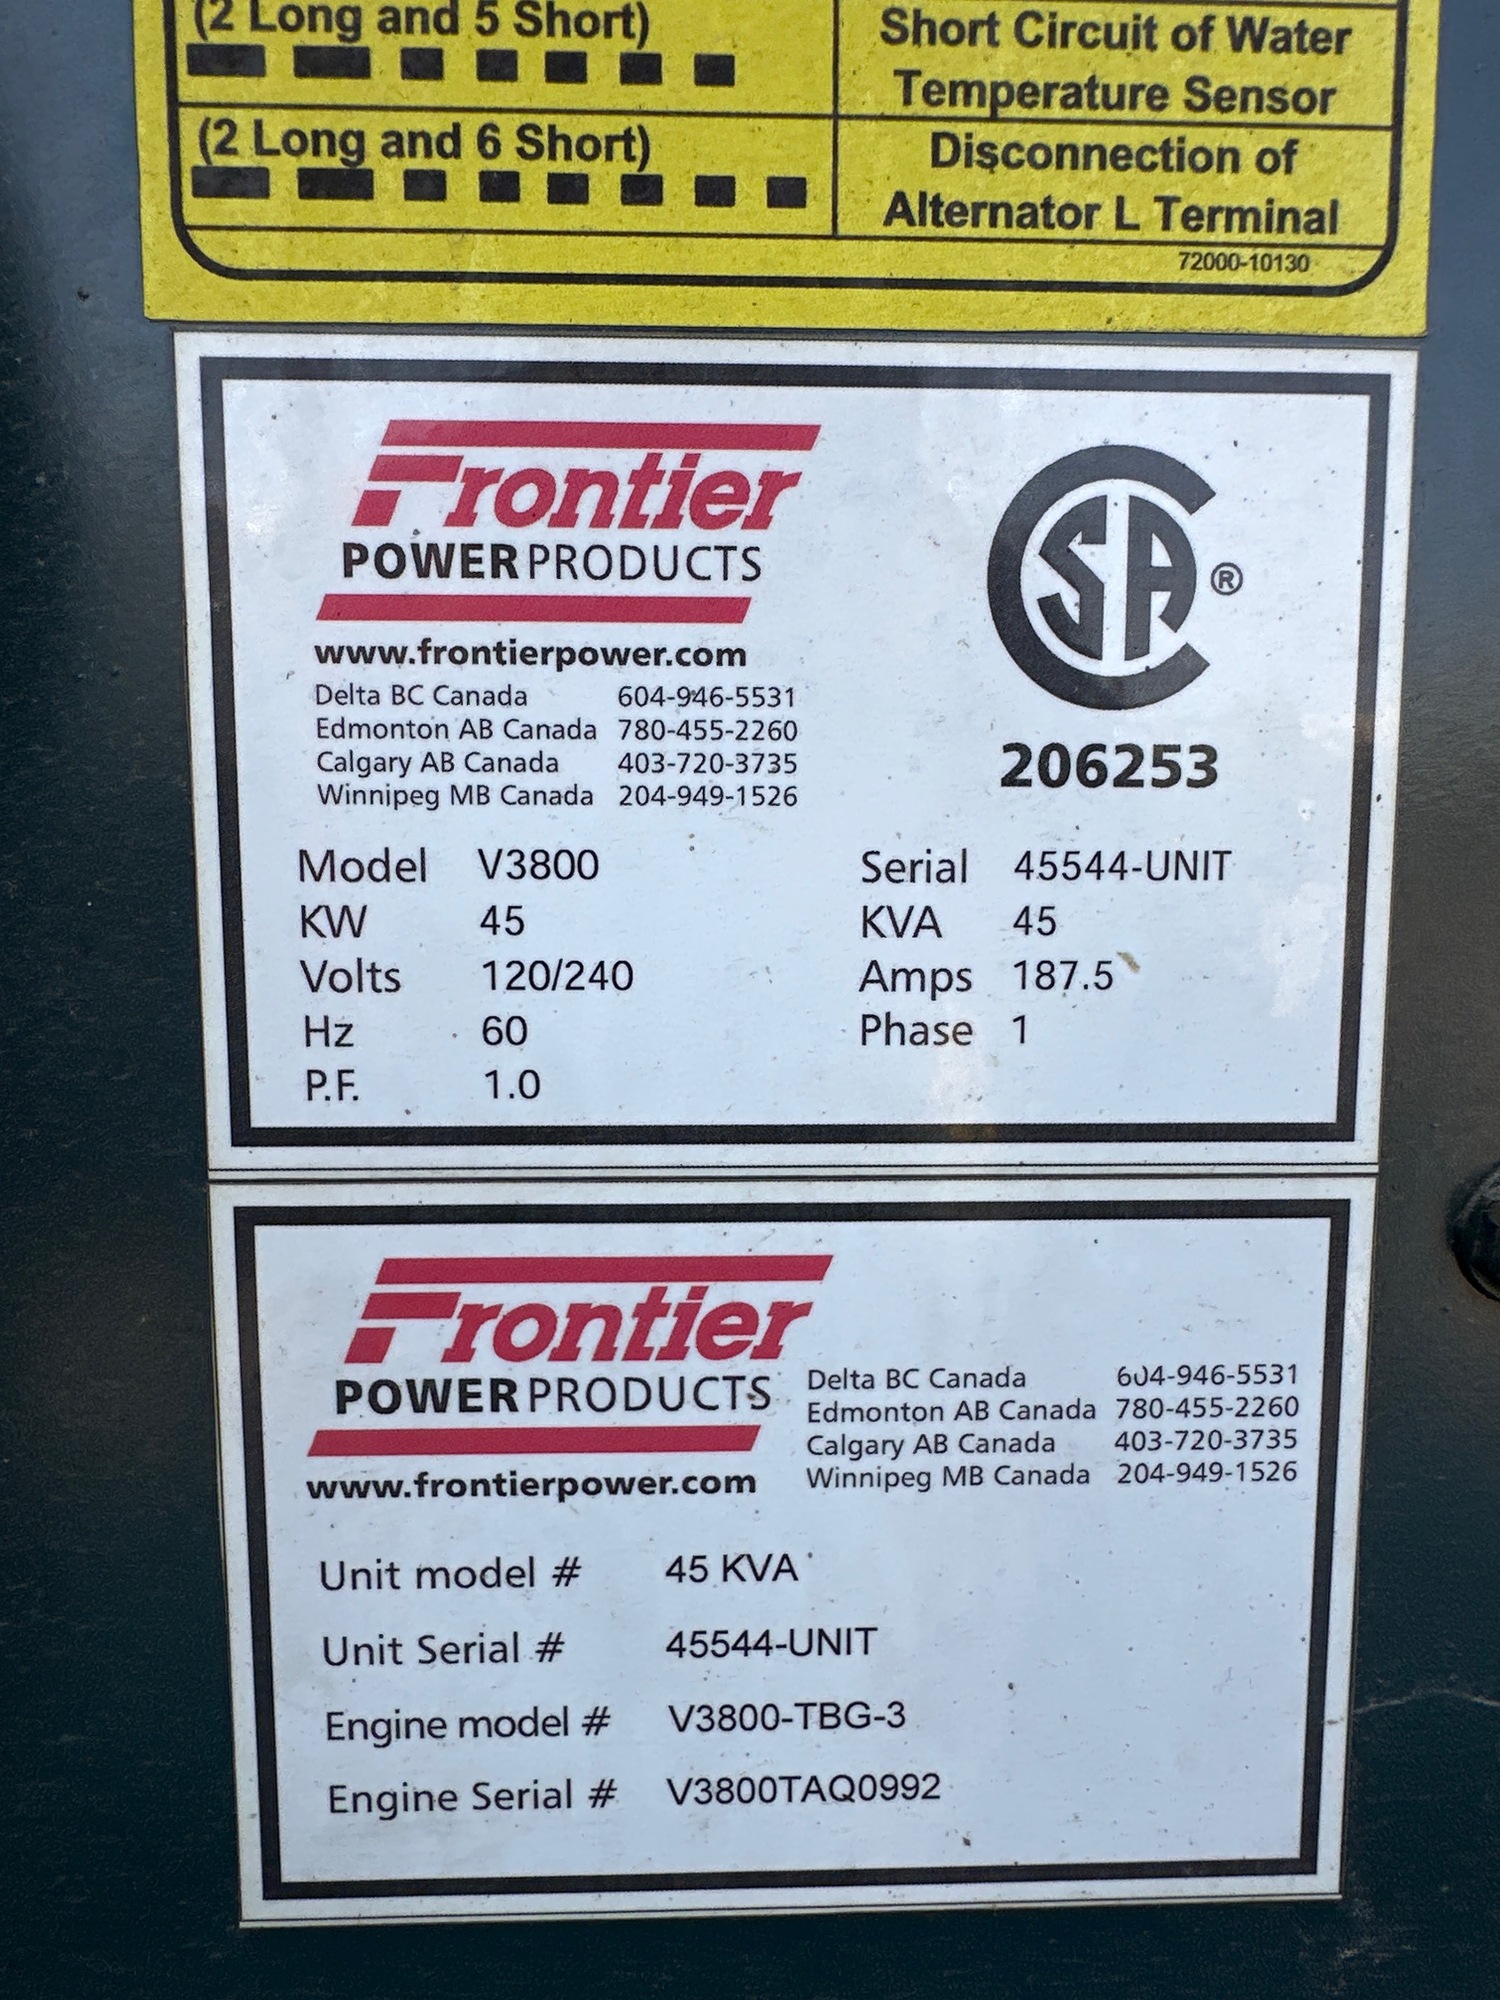 (2 Long and 5 Short)
Short Circuit of Water
Temperature Sensor
(2 Long and 6 Short)
Disconnection of
Alternator L Terminal
72000-10130
Frontier
POWERPRODUCTS
www.frontierpower.com
Delta BC Canada 604-946-5531
Edmonton AB Canada 780-455-2260
Calgary AB Canada 403-720-3735
Winnipeg MB Canada 204-949-1526
CSA ®
206253
Model V3800 Serial 45544-UNIT
KW 45 KVA 45
Volts 120/240 Amps 187.5
Hz 60 Phase 1
P.F. 1.0
Frontier
POWERPRODUCTS
www.frontierpower.com
Delta BC Canada 604-946-5531
Edmonton AB Canada 780-455-2260
Calgary AB Canada 403-720-3735
Winnipeg MB Canada 204-949-1526
Unit model # 45 KVA
Unit Serial # 45544-UNIT
Engine model # V3800-TBG-3
Engine Serial # V3800TAQ0992